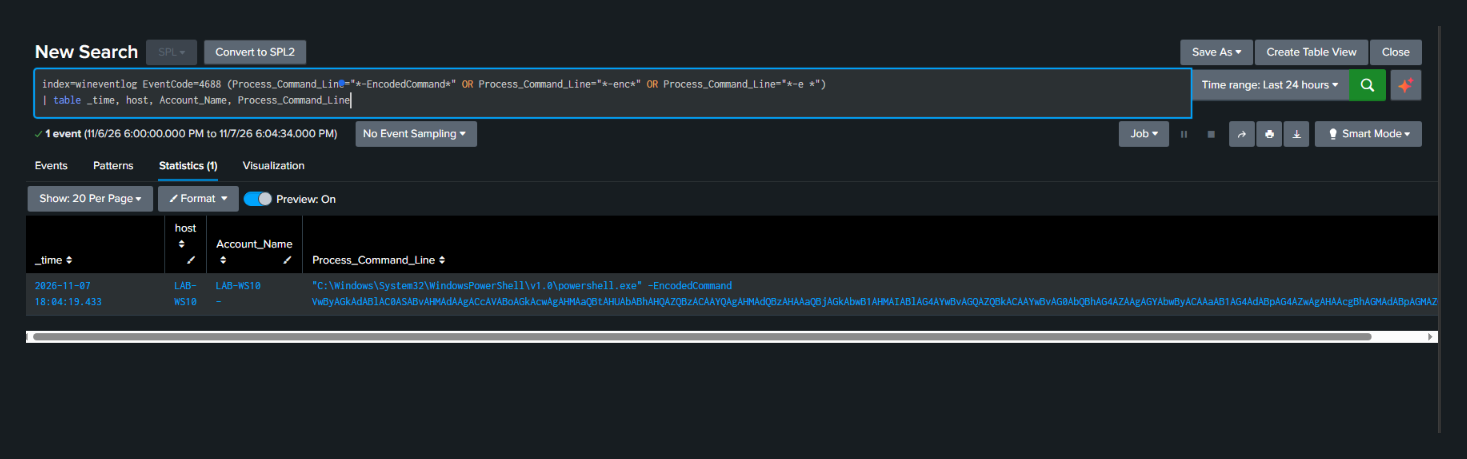 New Search SPL Convert to SPL2 Save As Create Table View Close
index=wineventlog EventCode=4688 (Process_Command_Line="*-EncodedCommand*" OR Process_Command_Line="*-enc*" OR Process_Command_Line="*-e *")
| table _time, host, Account_Name, Process_Command_Line
Time range: Last 24 hours
1 event (11/6/26 6:00:00.000 PM to 11/7/26 6:04:34.000 PM) No Event Sampling Job Smart Mode
Events Patterns Statistics (1) Visualization
Show: 20 Per Page Format Preview: On
host
Account_Name
_time Process_Command_Line
2026-11-07 LAB- LAB-WS10 "C:\Windows\System32\WindowsPowerShell\v1.0\powershell.exe" -EncodedCommand
18:04:19.433 WS10 -